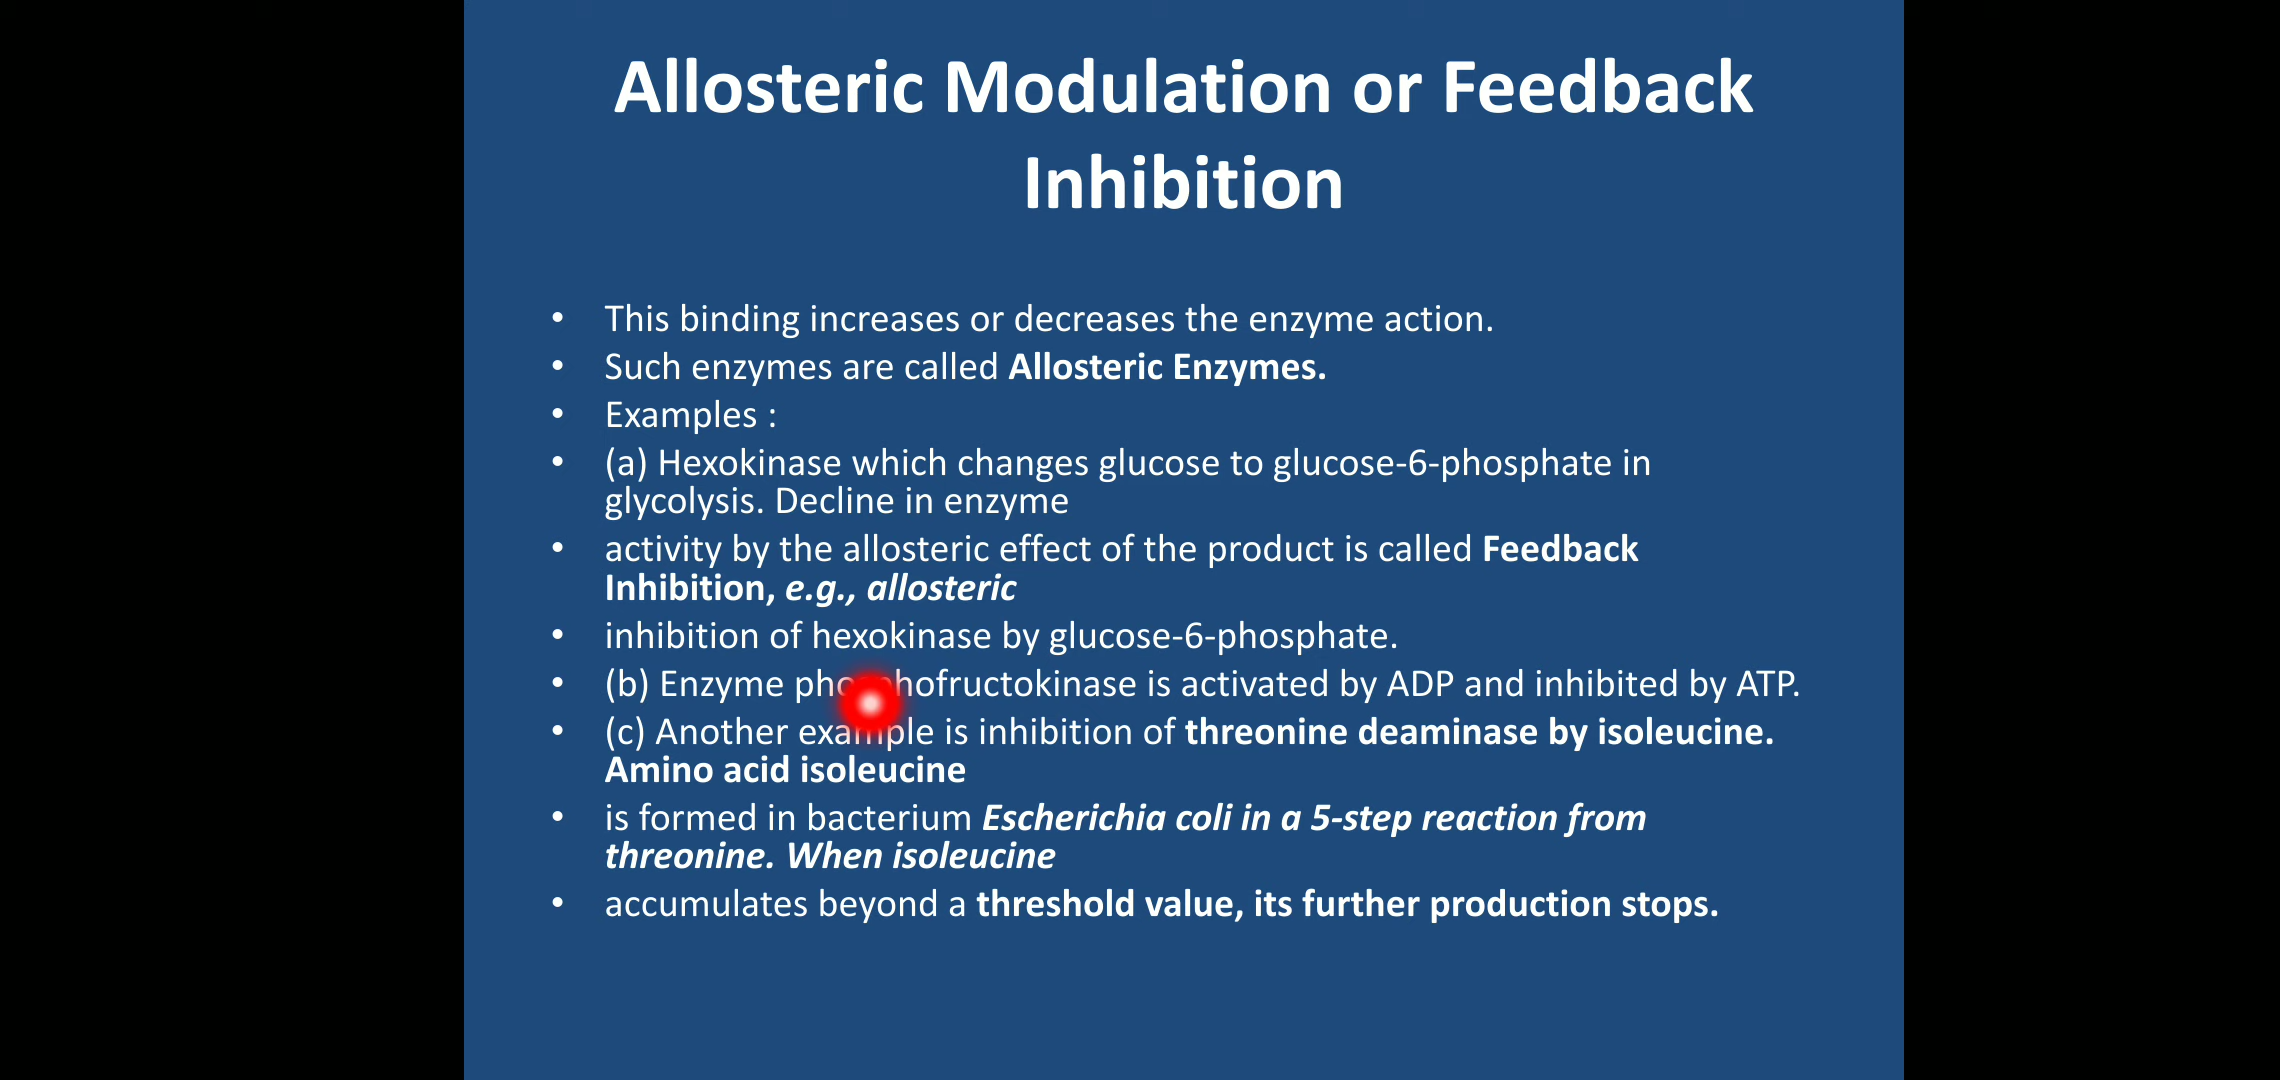 Allosteric Modulation or Feedback
Inhibition
• This binding increases or decreases the enzyme action.
• Such enzymes are called Allosteric Enzymes.
• Examples :
• (a) Hexokinase which changes glucose to glucose-6-phosphate in
glycolysis. Decline in enzyme
• activity by the allosteric effect of the product is called Feedback
Inhibition, e.g., allosteric
• inhibition of hexokinase by glucose-6-phosphate.
• (b) Enzyme phosphofructokinase is activated by ADP and inhibited by ATP.
• (c) Another example is inhibition of threonine deaminase by isoleucine.
Amino acid isoleucine
• is formed in bacterium Escherichia coli in a 5-step reaction from
threonine. When isoleucine
• accumulates beyond a threshold value, its further production stops.